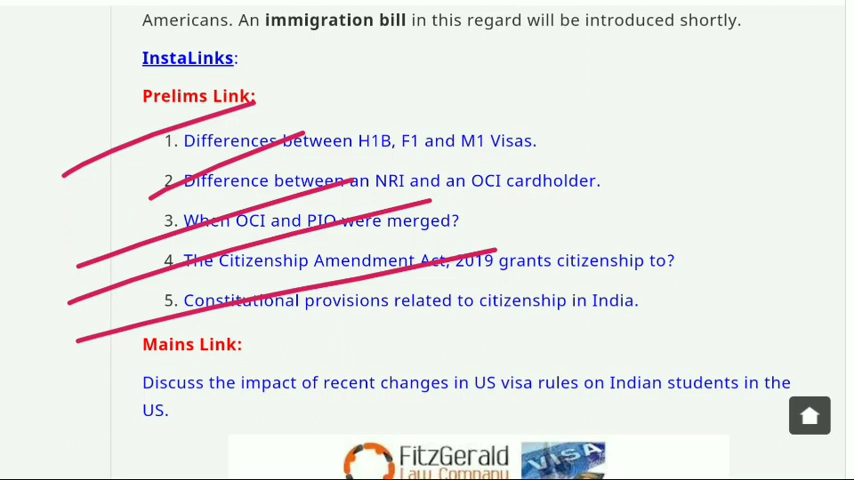 Americans. An immigration bill in this regard will be introduced shortly.
InstaLinks:
Prelims Link:
1. Differences between H1B, F1 and M1 Visas.
2. Difference between an NRI and an OCI cardholder.
3. When OCI and PIO were merged?
4. The Citizenship Amendment Act, 2019 grants citizenship to?
5. Constitutional provisions related to citizenship in India.
Mains Link:
Discuss the impact of recent changes in US visa rules on Indian students in the
US.
FitzGerald
Law Company
VISA